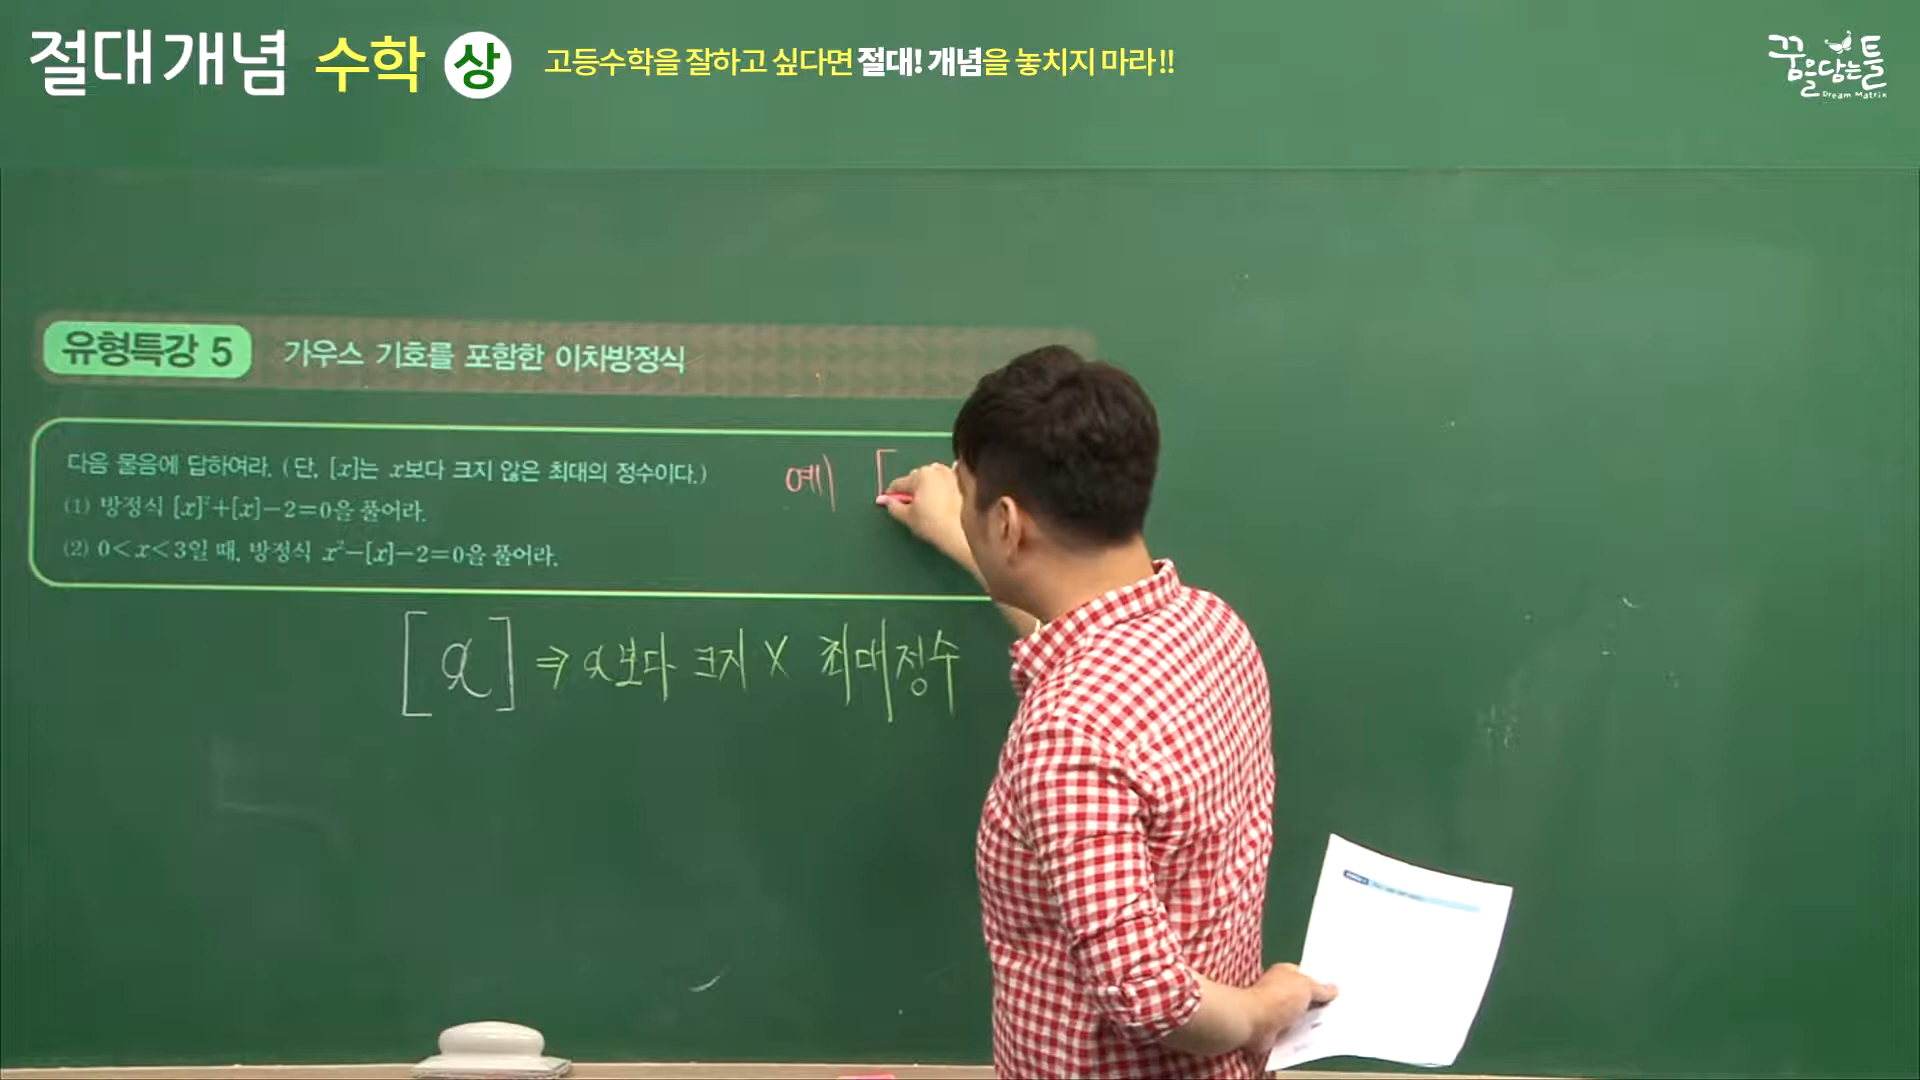 절대개념 수학 상 고등수학을 잘하고 싶다면 절대! 개념을 놓치지 마라!!
꿈을담는틀
Dream Matrix
유형특강 5 가우스 기호를 포함한 이차방정식
다음 물음에 답하여라. (단, [x]는 x보다 크지 않은 최대의 정수이다.)
(1) 방정식 [x]²+[x]-2=0을 풀어라.
(2) 0<x<3일 때, 방정식 x²-[x]-2=0을 풀어라.
예) [
[a] ⇒ a보다 크지 X 최대정수